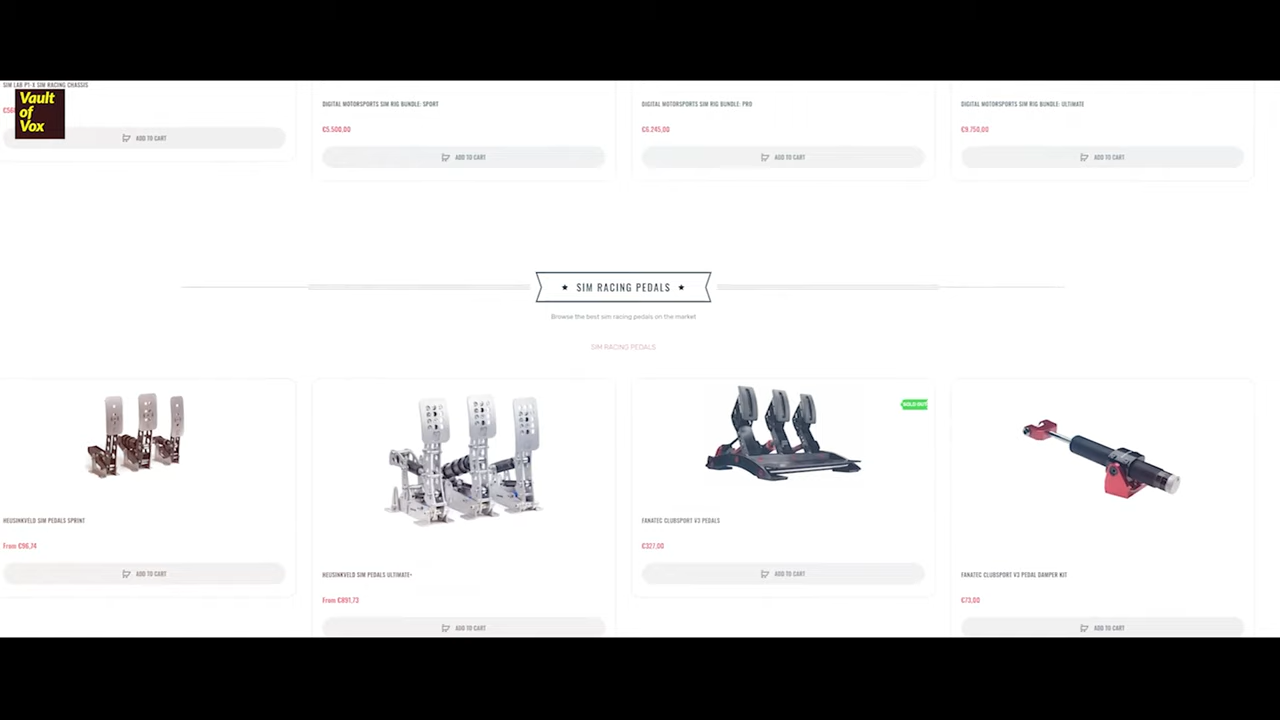 SIM LAB P1-X SIM RACING CHASSIS
Vault
of
Vox
ADD TO CART
DIGITAL MOTORSPORTS SIM RIG BUNDLE: SPORT
€5.500,00
ADD TO CART
DIGITAL MOTORSPORTS SIM RIG BUNDLE: PRO
€6.245,00
ADD TO CART
DIGITAL MOTORSPORTS SIM RIG BUNDLE: ULTIMATE
€9.750,00
ADD TO CART
★ SIM RACING PEDALS ★
Browse the best sim racing pedals on the market
SIM RACING PEDALS
HEUSINKVELD SIM PEDALS SPRINT
From €96,74
ADD TO CART
HEUSINKVELD SIM PEDALS ULTIMATE+
From €891,73
ADD TO CART
SOLD OUT
FANATEC CLUBSPORT V3 PEDALS
€327,00
ADD TO CART
FANATEC CLUBSPORT V3 PEDAL DAMPER KIT
€73,00
ADD TO CART